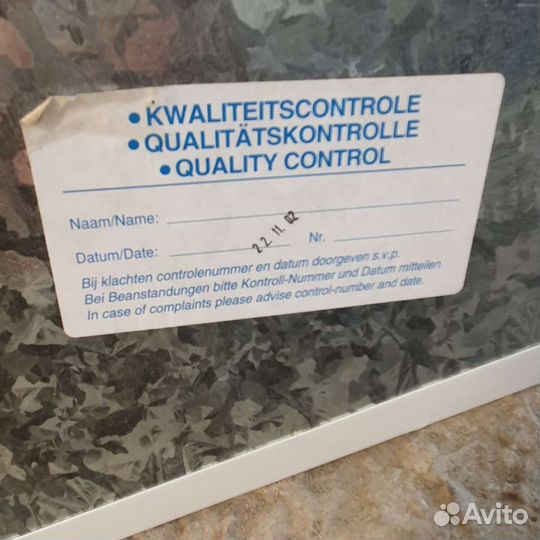 • KWALITEITSCONTROLE
• QUALITÄTSKONTROLLE
• QUALITY CONTROL
Naam/Name:
Datum/Date: 22.11.02 Nr.
Bij klachten controlenummer en datum doorgeven s.v.p.
Bei Beanstandungen bitte Kontroll-Nummer und Datum mitteilen.
In case of complaints please advise control-number and date.
Avito